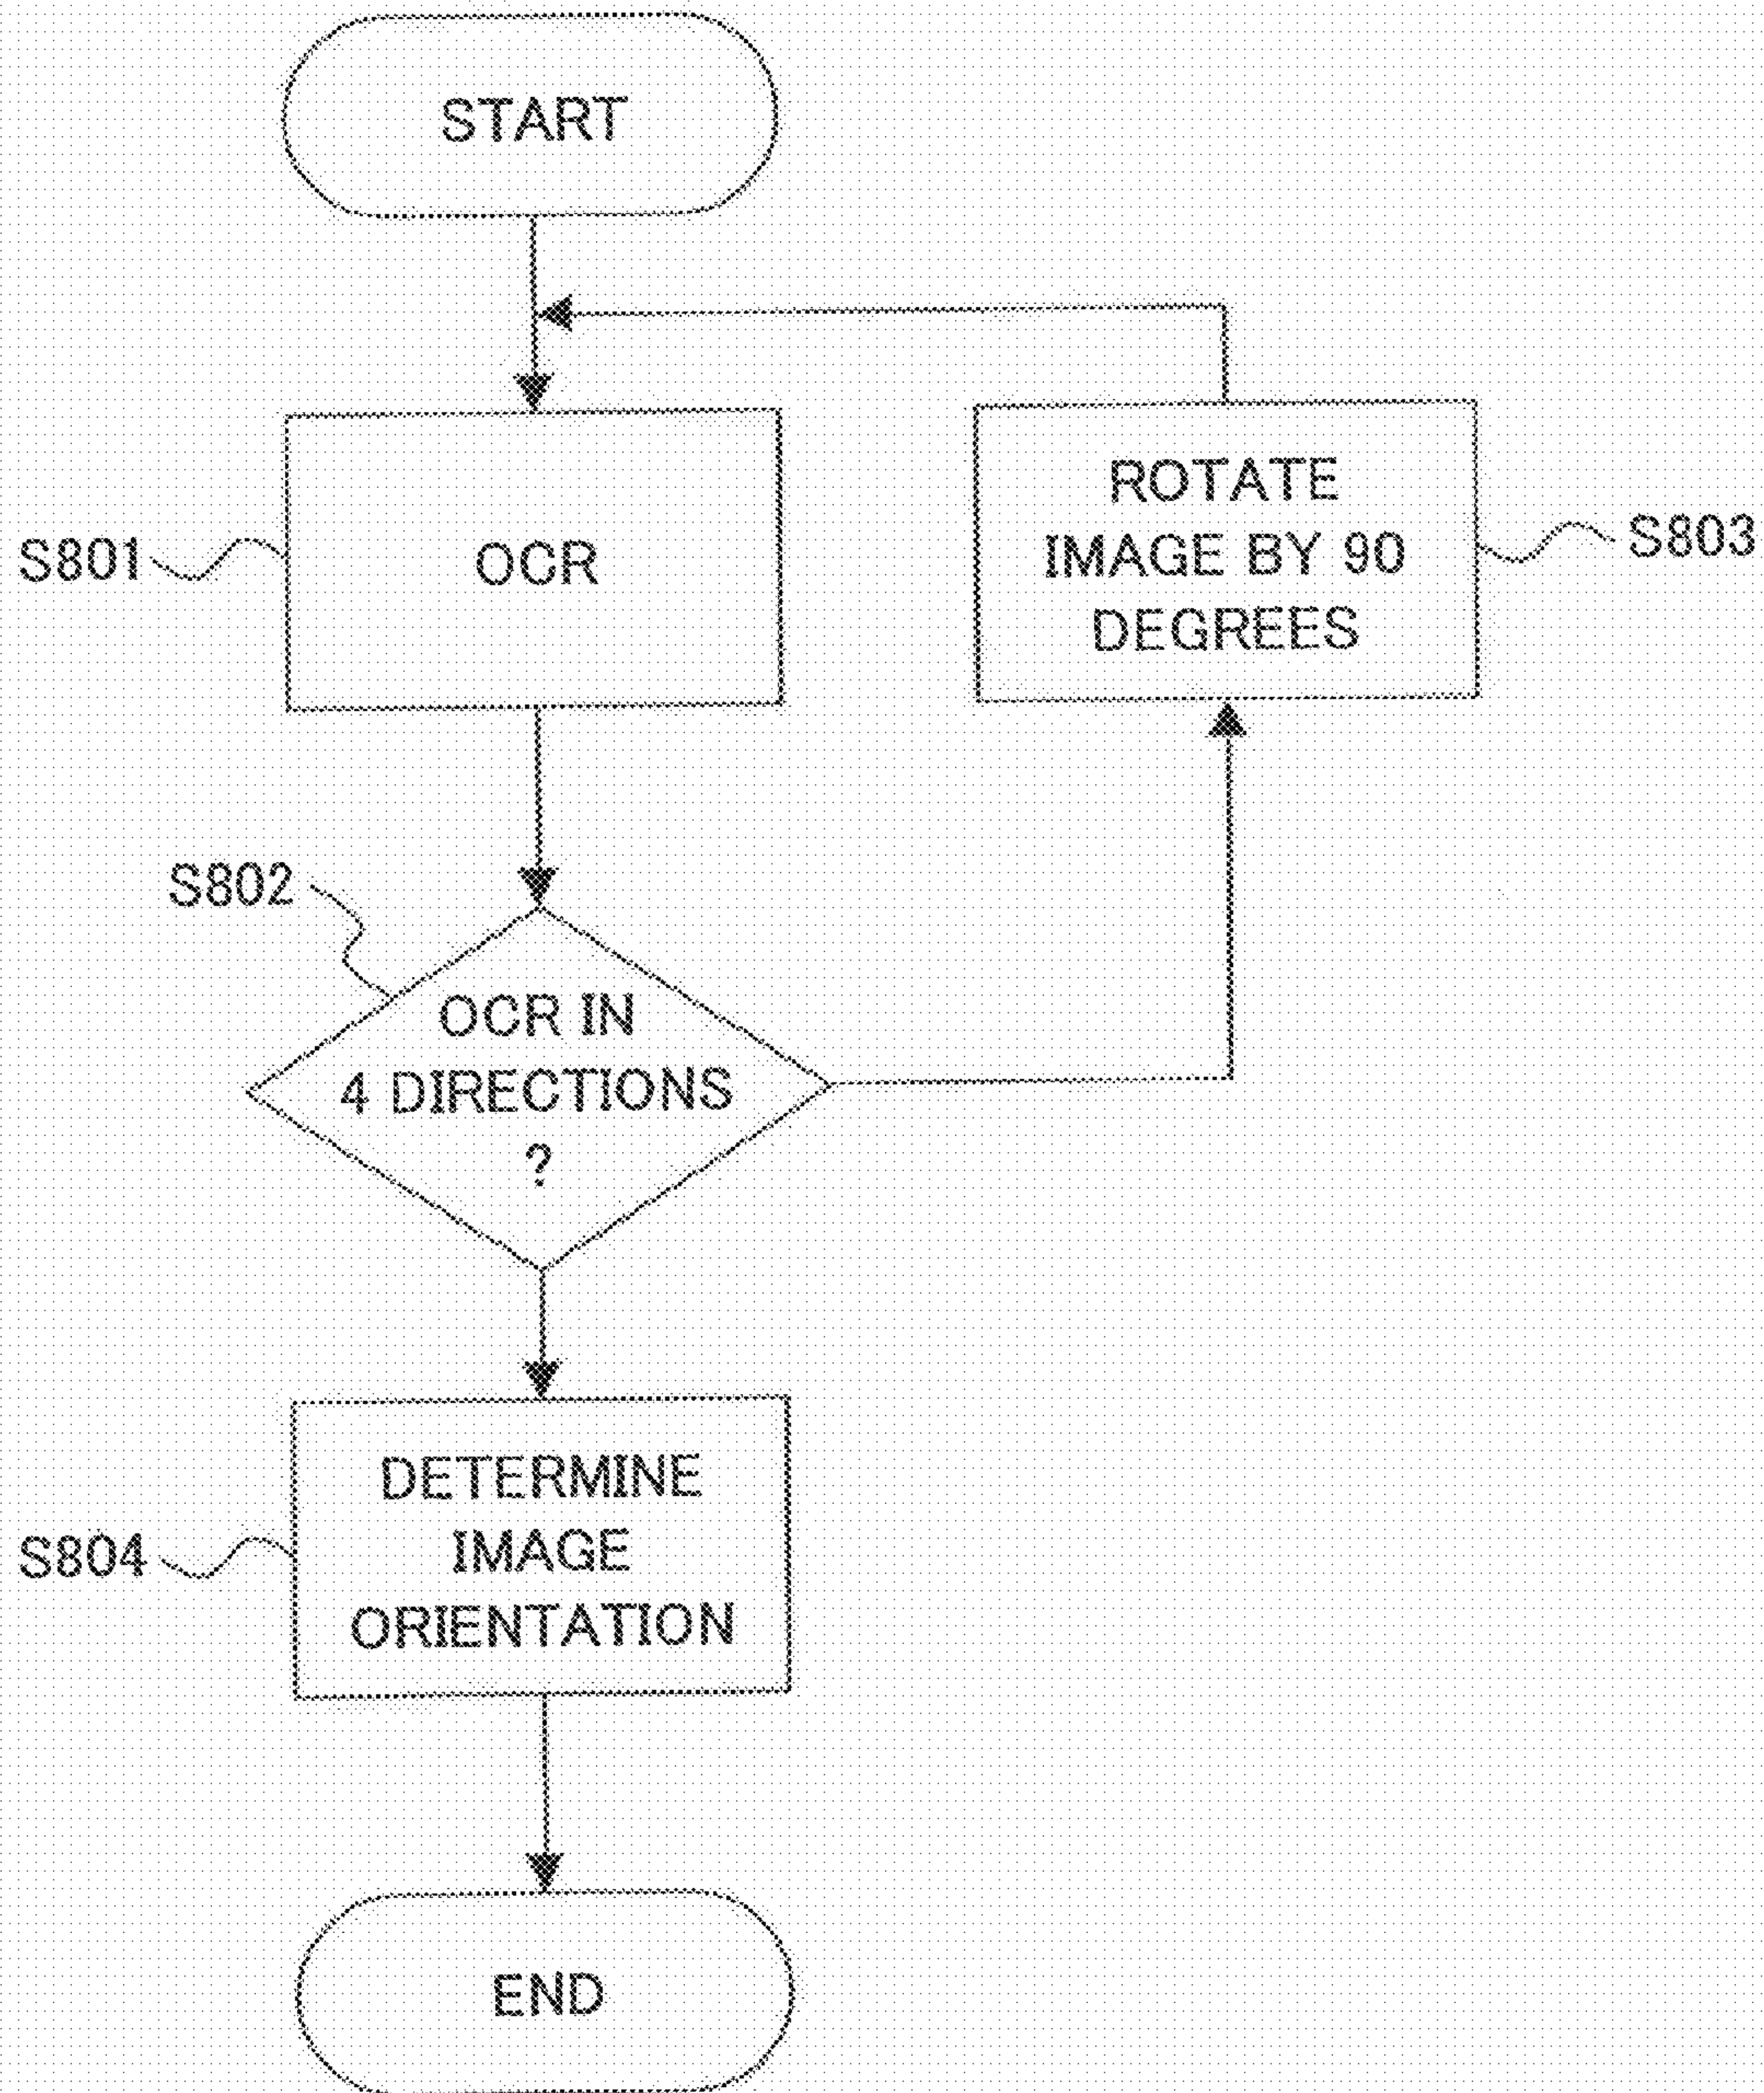 START
S801
OCR
ROTATE
IMAGE BY 90
DEGREES
S803
S802
OCR IN
4 DIRECTIONS
?
S804
DETERMINE
IMAGE
ORIENTATION
END